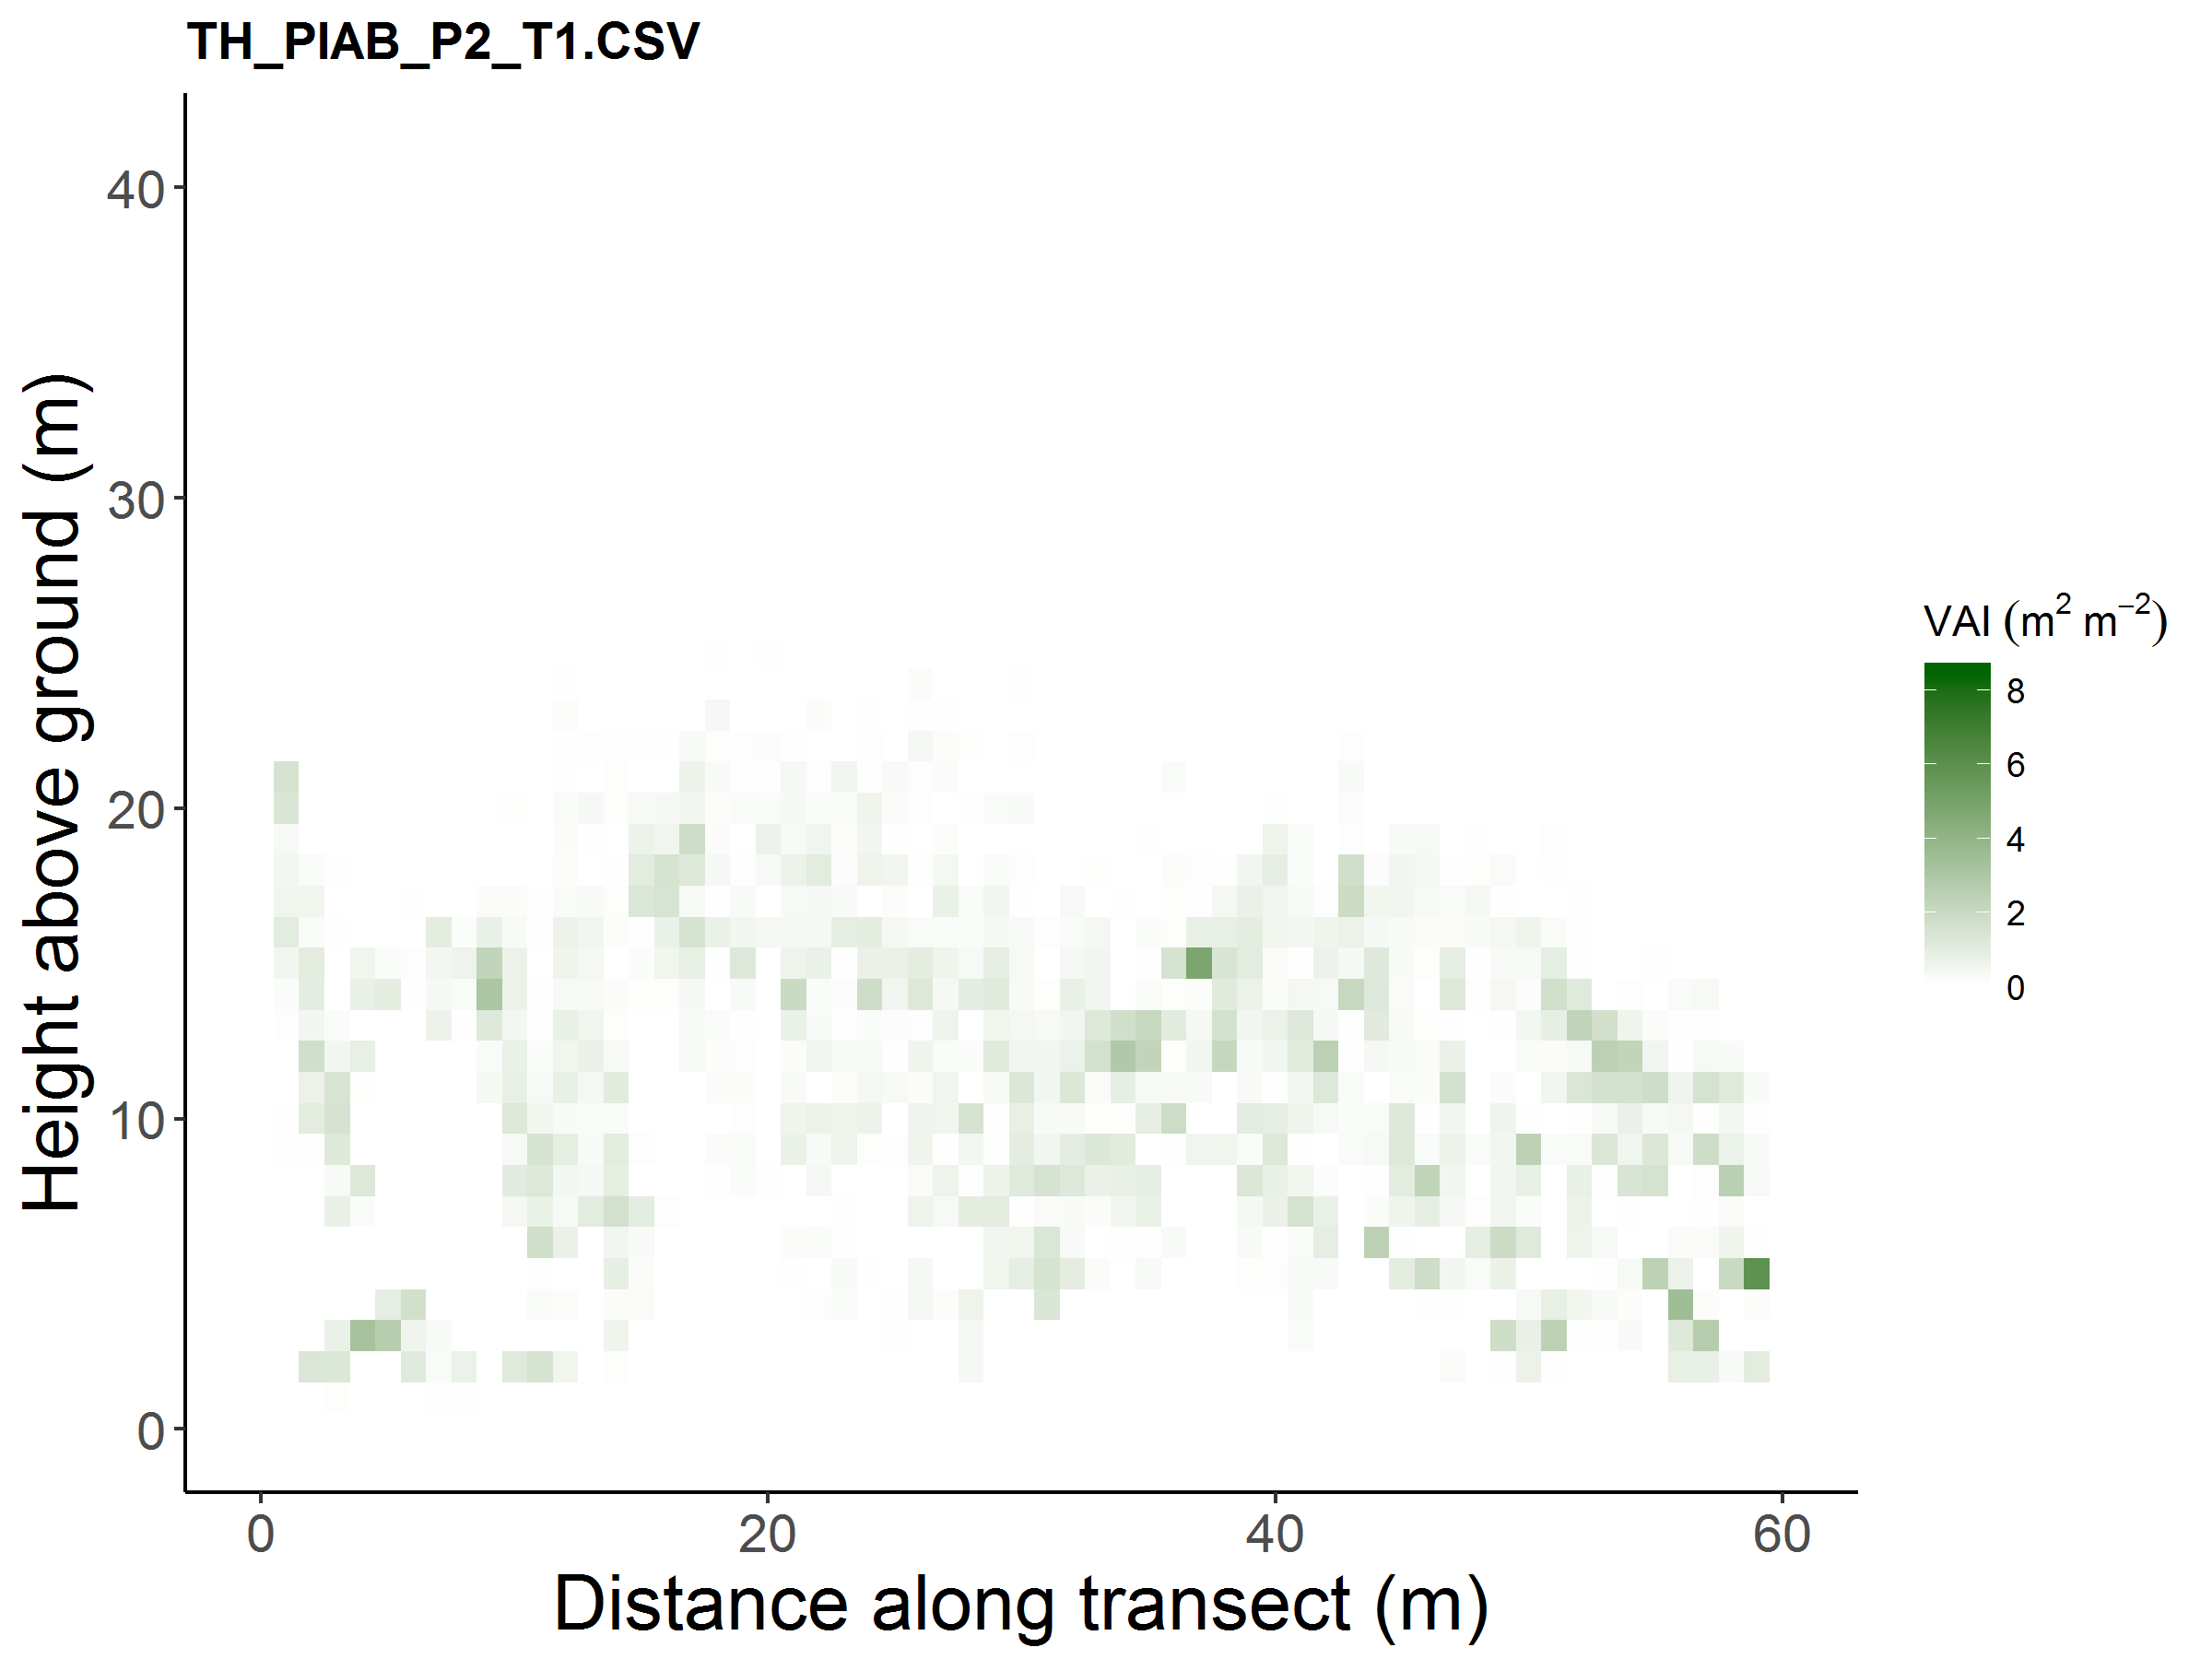 TH_PIAB_P2_T1.CSV
Height above ground (m)
40
30
20
10
0
0 20 40 60
Distance along transect (m)
VAI (m² m⁻²)
8
6
4
2
0